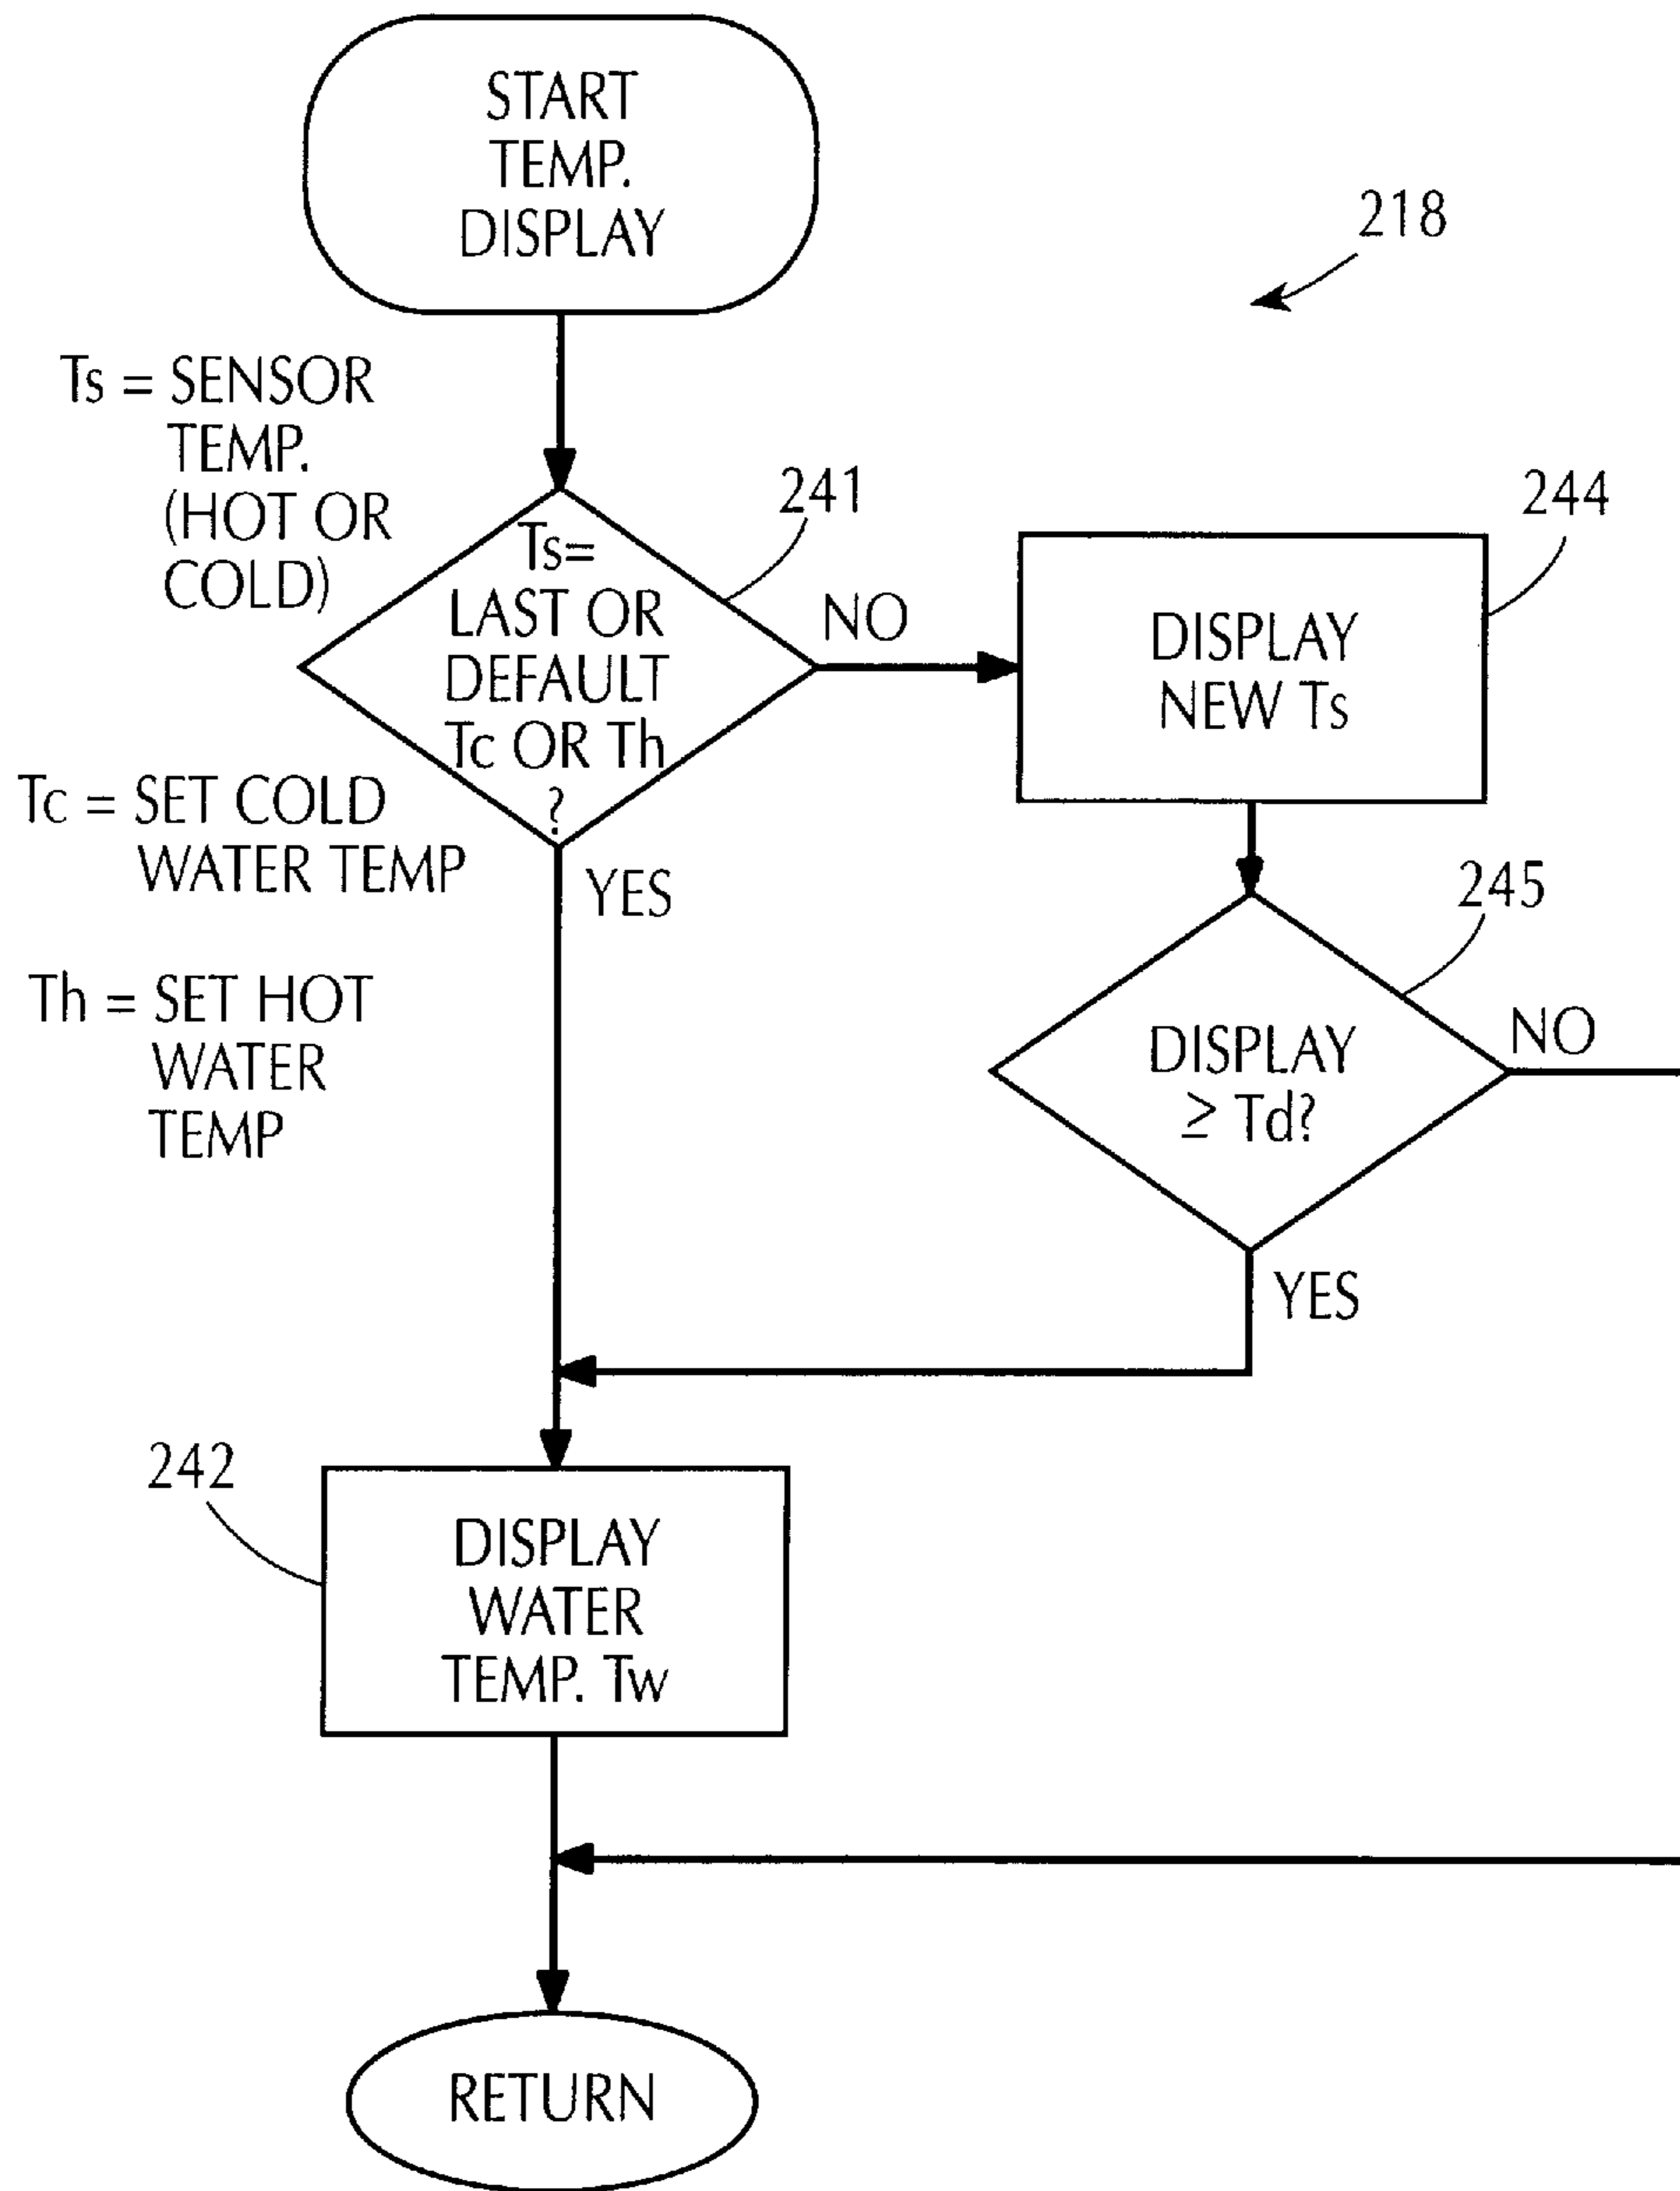 START
TEMP.
DISPLAY
218
Ts = SENSOR
TEMP.
(HOT OR
COLD)
241
Ts=
LAST OR
DEFAULT
Tc OR Th
?
NO
244
DISPLAY
NEW Ts
Tc = SET COLD
WATER TEMP
YES
Th = SET HOT
WATER
TEMP
245
DISPLAY
≥ Td?
NO
YES
242
DISPLAY
WATER
TEMP. Tw
RETURN